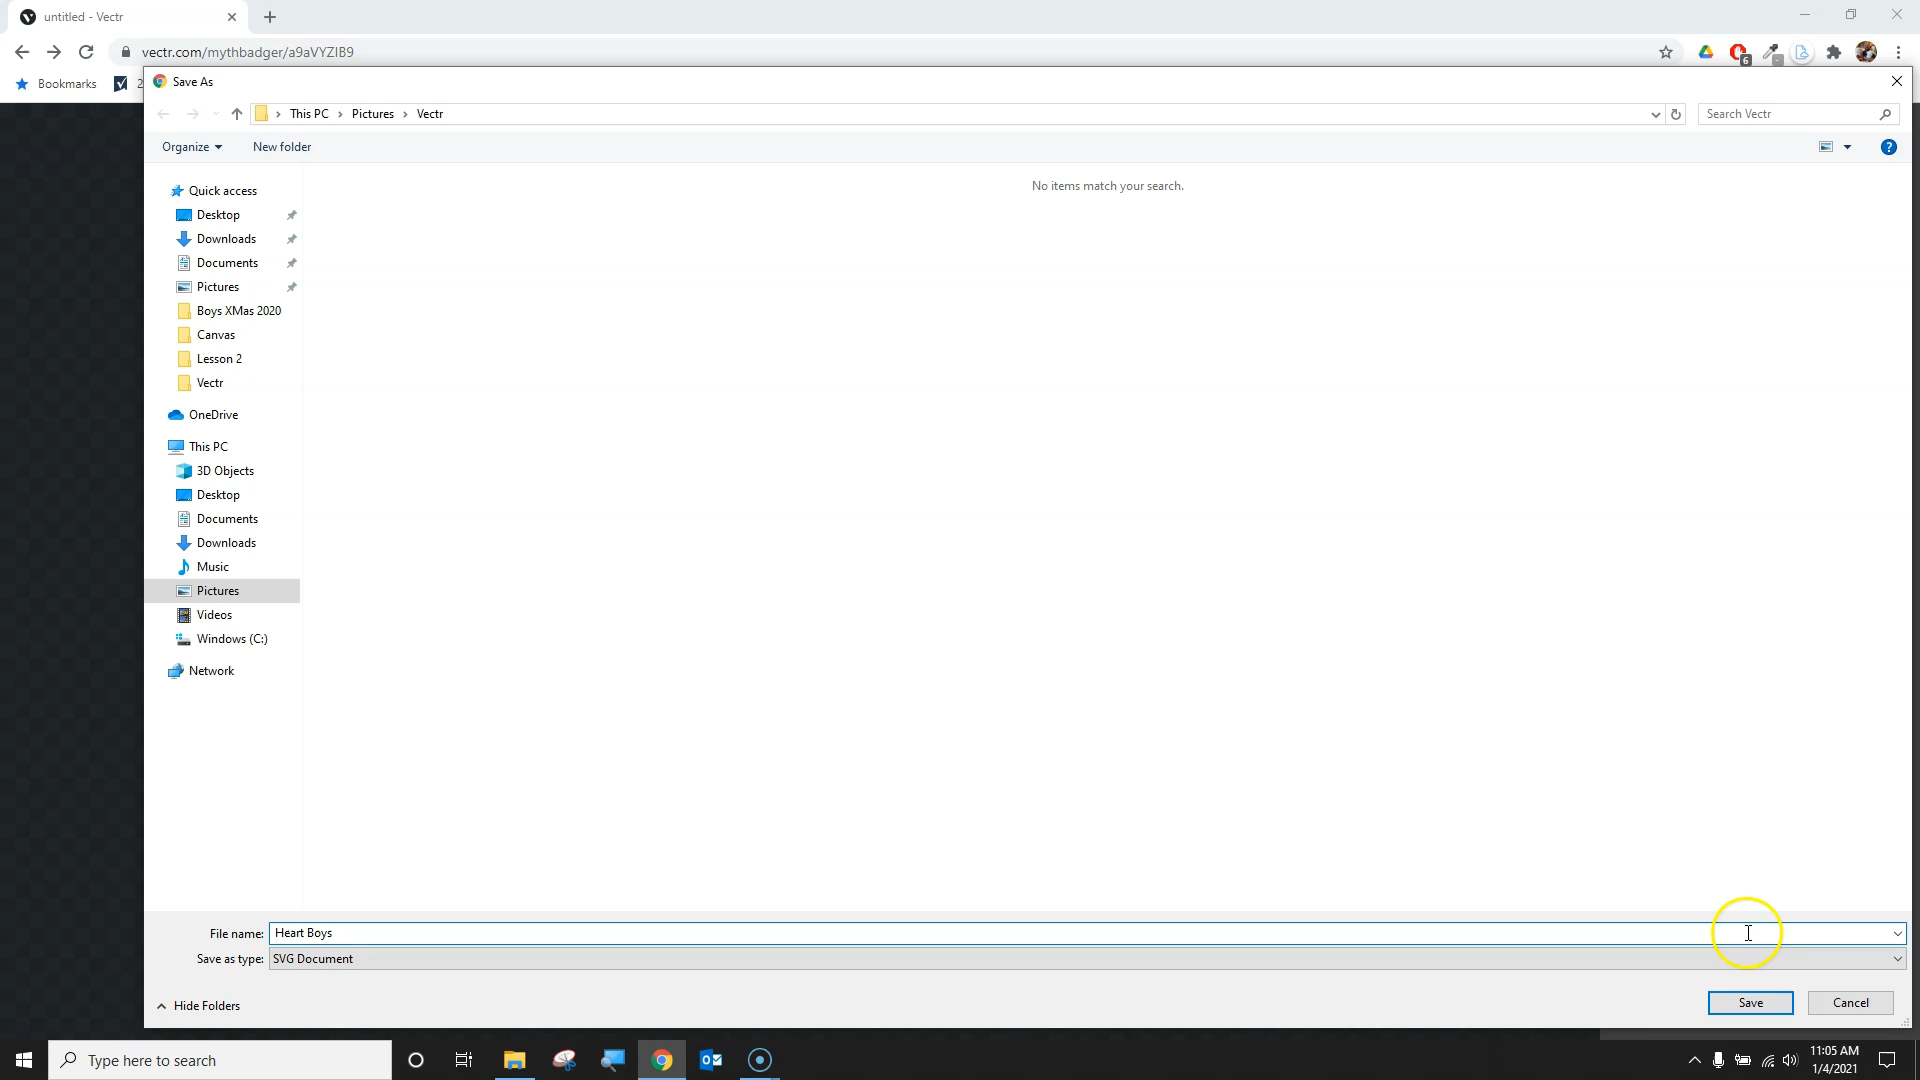 untitled - Vectr
vectr.com/mythbadger/a9aVYZIB9
6
Bookmarks
2
Save As
This PC > Pictures > Vectr
Search Vectr
Organize
New folder
?
No items match your search.
Quick access
Desktop
Downloads
Documents
Pictures
Boys XMas 2020
Canvas
Lesson 2
Vectr
OneDrive
This PC
3D Objects
Desktop
Documents
Downloads
Music
Pictures
Videos
Windows (C:)
Network
File name: Heart Boys
Save as type: SVG Document
Hide Folders
Save
Cancel
Type here to search
11:05 AM
1/4/2021